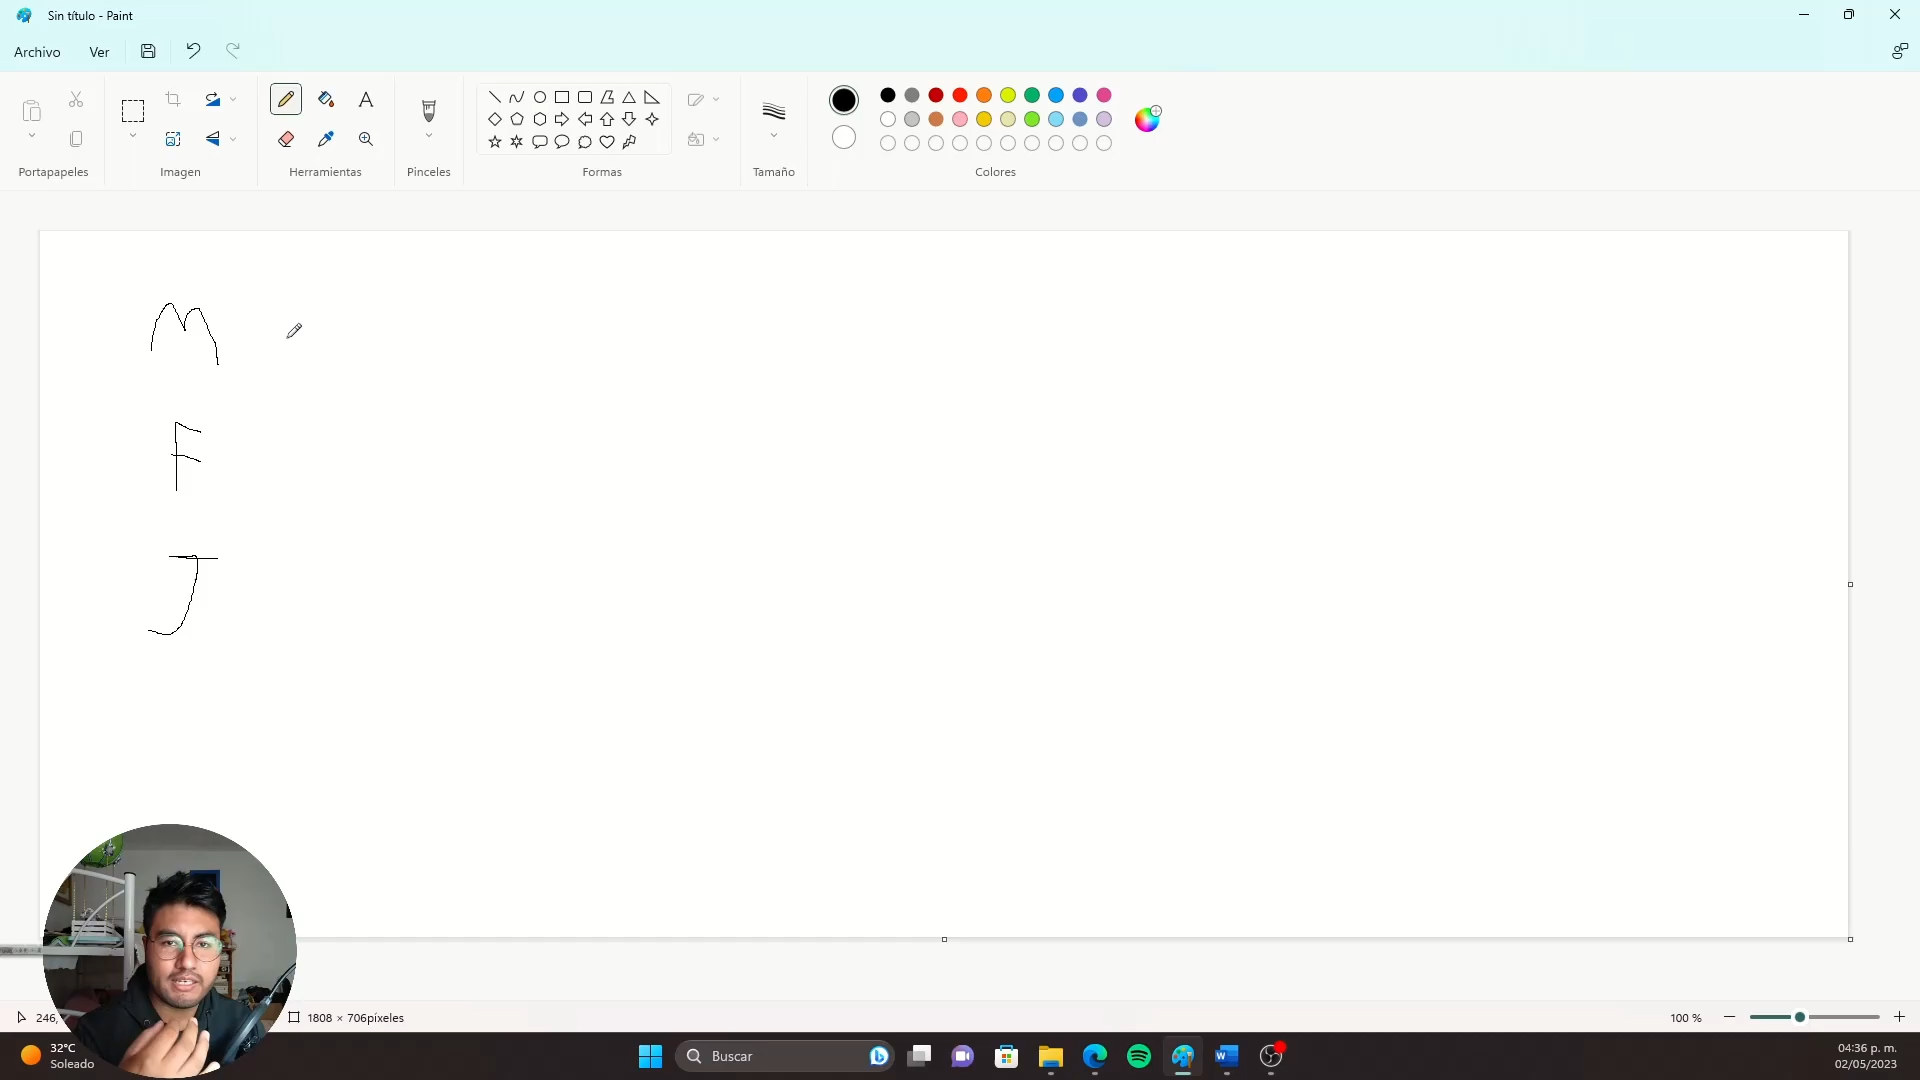 Sin título - Paint
Archivo Ver
Portapapeles Imagen Herramientas Pinceles Formas Tamaño Colores
M
F
J
246,
1808 × 706píxeles
100 %
32°C
Soleado
Buscar
04:36 p. m.
02/05/2023